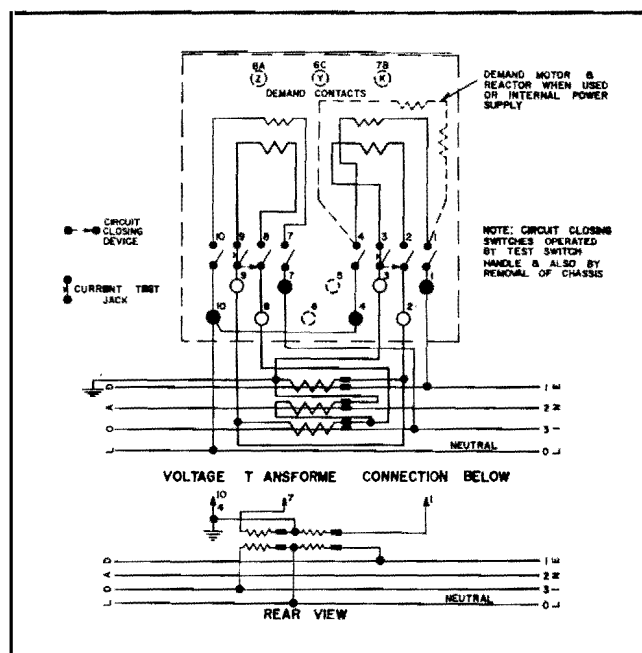 8A 6C 7B
Z Y K
DEMAND CONTACTS
DEMAND MOTOR &
REACTOR WHEN USED
OR INTERNAL POWER
SUPPLY
CIRCUIT
CLOSING
DEVICE
CURRENT TEST
JACK
10 9 8 7 4 3 2 1
9 7 5 3 1
10 8 6 4 2
NOTE: CIRCUIT CLOSING
SWITCHES OPERATED
BY TEST SWITCH
HANDLE & ALSO BY
REMOVAL OF CHASSIS
D 1 E
A 2 N
O 3 I
L NEUTRAL 0 L
VOLTAGE T ANSFORME CONNECTION BELOW
10 7 1
4
D 1 E
A 2 N
O 3 I
L NEUTRAL 0 L
REAR VIEW